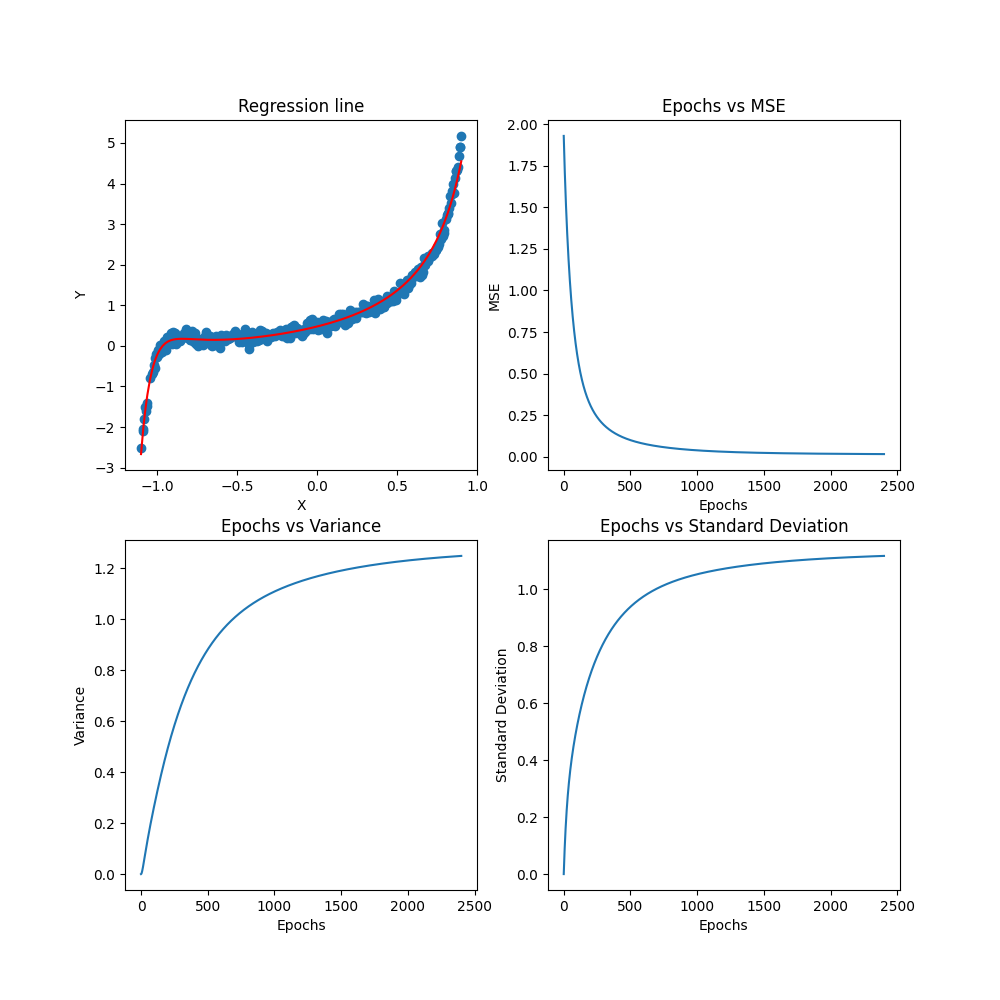 Regression line
Y
5
4
3
2
1
0
−1
−2
−3
−1.0 −0.5 0.0 0.5 1.0
X
Epochs vs MSE
MSE
2.00
1.75
1.50
1.25
1.00
0.75
0.50
0.25
0.00
0 500 1000 1500 2000 2500
Epochs
Epochs vs Variance
Variance
1.2
1.0
0.8
0.6
0.4
0.2
0.0
0 500 1000 1500 2000 2500
Epochs
Epochs vs Standard Deviation
Standard Deviation
1.0
0.8
0.6
0.4
0.2
0.0
0 500 1000 1500 2000 2500
Epochs